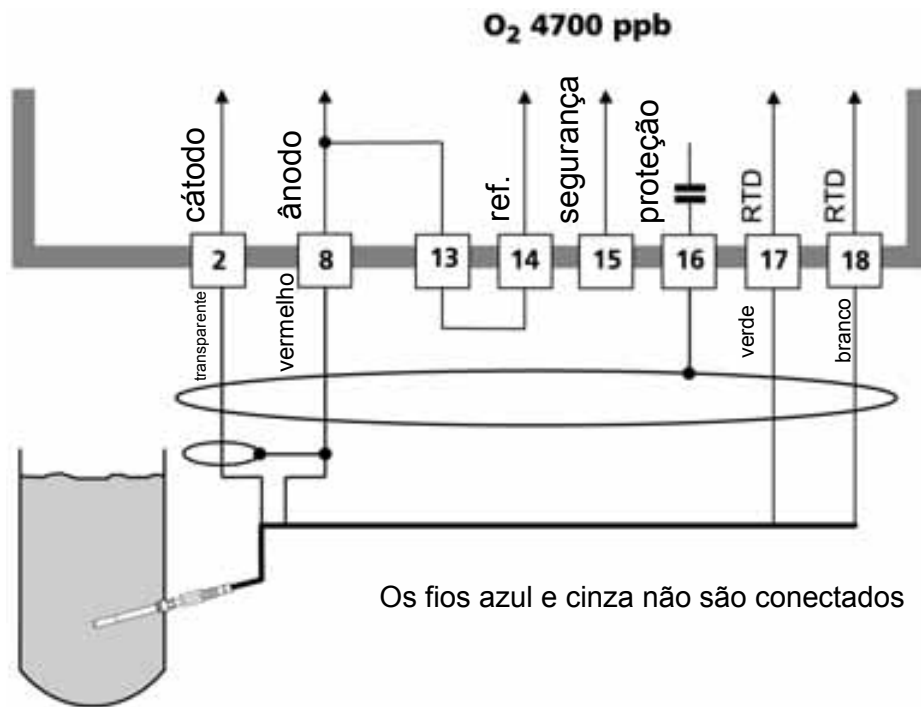 O₂ 4700 ppb
cátodo
ânodo
ref.
segurança
proteção
RTD
RTD
2
8
13
14
15
16
17
18
transparente
vermelho
verde
branco
Os fios azul e cinza não são conectados